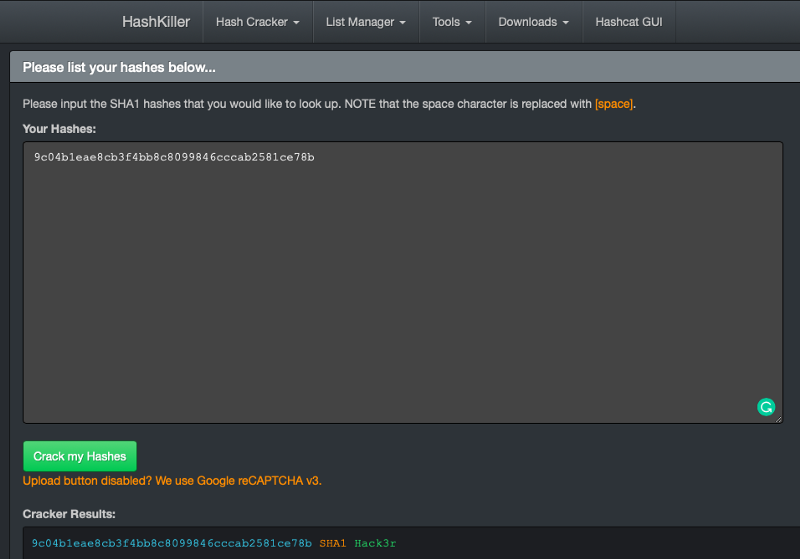 HashKiller Hash Cracker List Manager Tools Downloads Hashcat GUI
Please list your hashes below...
Please input the SHA1 hashes that you would like to look up. NOTE that the space character is replaced with [space].
Your Hashes:
9c04b1eae8cb3f4bb8c8099846cccab2581ce78b
Crack my Hashes
Upload button disabled? We use Google reCAPTCHA v3.
Cracker Results:
9c04b1eae8cb3f4bb8c8099846cccab2581ce78b SHA1 Hack3r